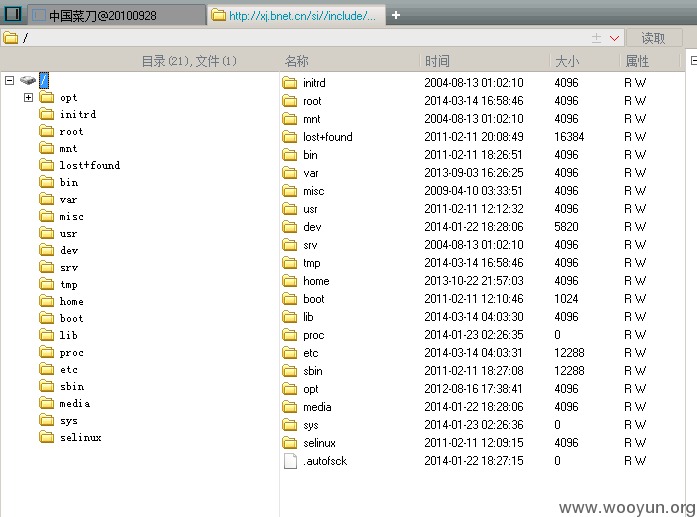 中国菜刀@20100928 http://xj.bnet.cn/si//include/...
/ 读取
目录(21),文件(1) 名称 时间 大小 属性
/
opt
initrd
root
mnt
lost+found
bin
var
misc
usr
dev
srv
tmp
home
boot
lib
proc
etc
sbin
media
sys
selinux
initrd 2004-08-13 01:02:10 4096 R W
root 2014-03-14 16:58:46 4096 R W
mnt 2004-08-13 01:02:10 4096 R W
lost+found 2011-02-11 20:08:49 16384 R W
bin 2011-02-11 18:26:51 4096 R W
var 2013-09-03 16:26:25 4096 R W
misc 2009-04-10 03:33:51 4096 R W
usr 2011-02-11 12:12:32 4096 R W
dev 2014-01-22 18:28:06 5820 R W
srv 2004-08-13 01:02:10 4096 R W
tmp 2014-03-14 16:58:46 4096 R W
home 2013-10-22 21:57:03 4096 R W
boot 2011-02-11 12:10:46 1024 R W
lib 2014-03-14 04:03:30 4096 R W
proc 2014-01-23 02:26:35 0 R W
etc 2014-03-14 04:03:31 12288 R W
sbin 2011-02-11 18:27:08 12288 R W
opt 2012-08-16 17:38:41 4096 R W
media 2014-01-22 18:28:06 4096 R W
sys 2014-01-23 02:26:36 0 R W
selinux 2011-02-11 12:09:15 4096 R W
.autofsck 2014-01-22 18:27:15 0 R W
www.wooyun.org